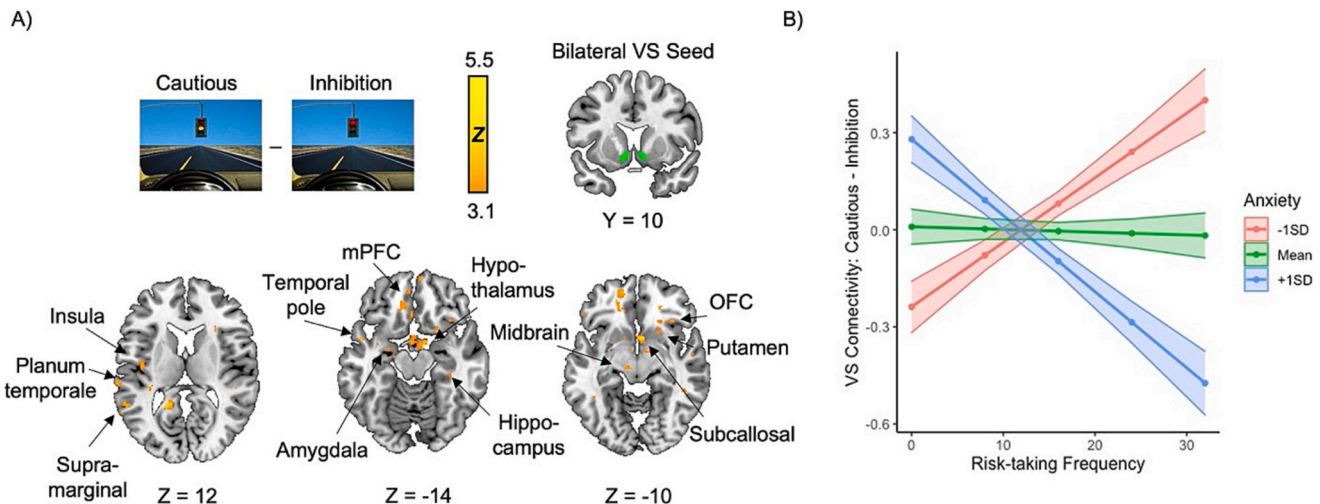 A)
Cautious
Inhibition
–
5.5
Z
3.1
Bilateral VS Seed
Y = 10
Insula
Planum
temporale
Supra-
marginal
Z = 12
mPFC
Temporal
pole
Hypo-
thalamus
Amygdala
Hippo-
campus
Z = -14
Midbrain
OFC
Putamen
Subcallosal
Z = -10
B)
VS Connectivity: Cautious - Inhibition
0.3
0.0
-0.3
-0.6
0
10
20
30
Risk-taking Frequency
Anxiety
-1SD
Mean
+1SD